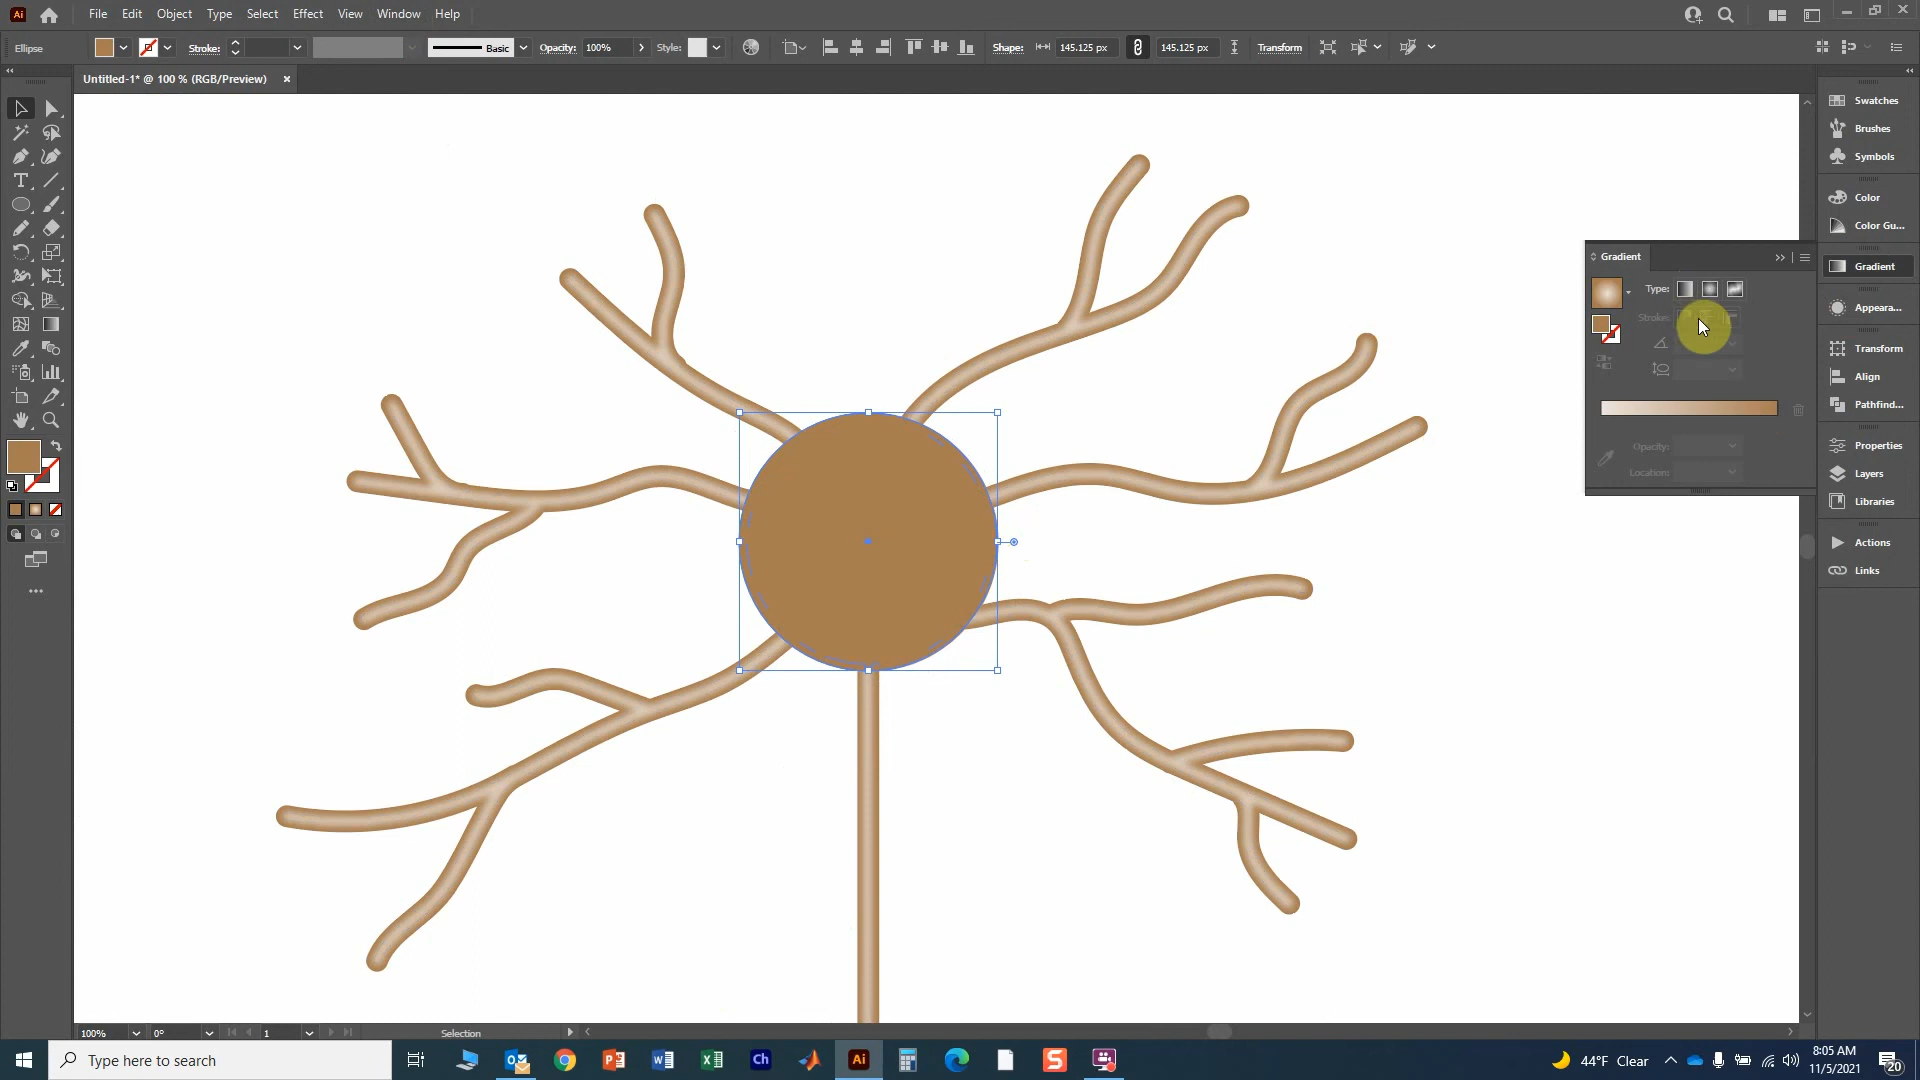 Ai File Edit Object Type Select Effect View Window Help
Ellipse Stroke: Basic Opacity: 100% Style: Shape: 145.125 px 145.125 px Transform
Untitled-1* @ 100 % (RGB/Preview) ×
Swatches
Brushes
Symbols
Color
Color Gu...
Gradient
Appeara...
Transform
Align
Pathfind...
Properties
Layers
Libraries
Actions
Links
Gradient
Type:
Stroke:
Opacity:
Location:
100% 0° 1 Selection
Type here to search
Ch Ai S
44°F Clear
8:05 AM
11/5/2021
20